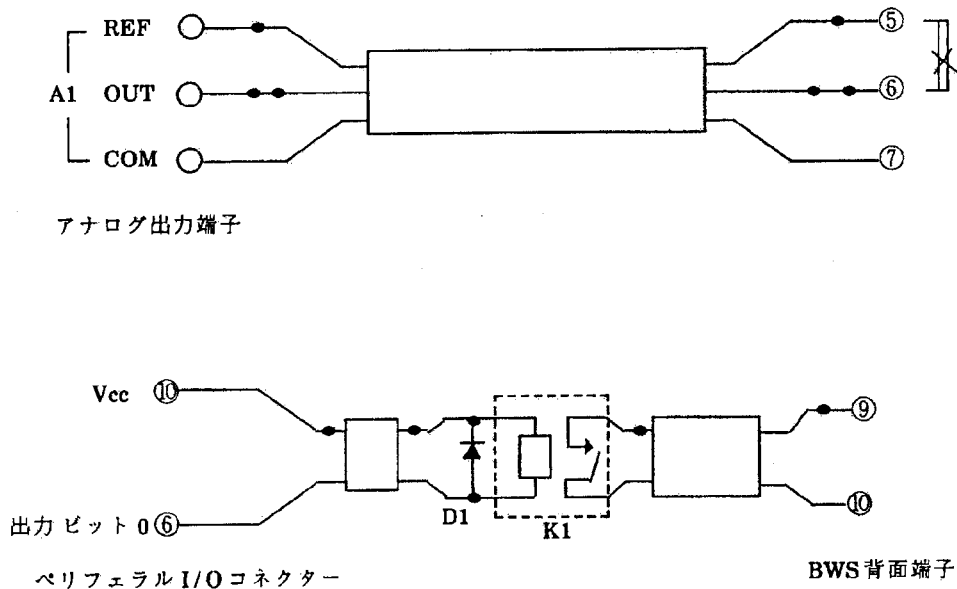 REF
⑤
A1 OUT
⑥
COM
⑦
アナログ出力端子
Vcc ⑩
⑨
出力ビット0⑥
D1
K1
⑩
ペリフェラルI/Oコネクター
BWS背面端子